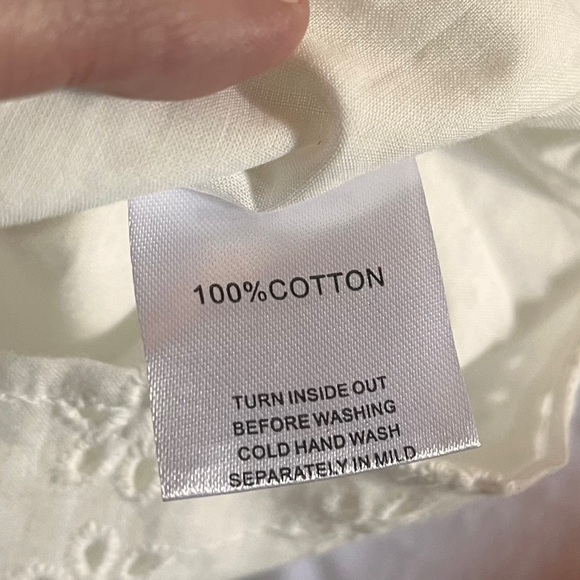 100%COTTON
TURN INSIDE OUT
BEFORE WASHING
COLD HAND WASH
SEPARATELY IN MILD